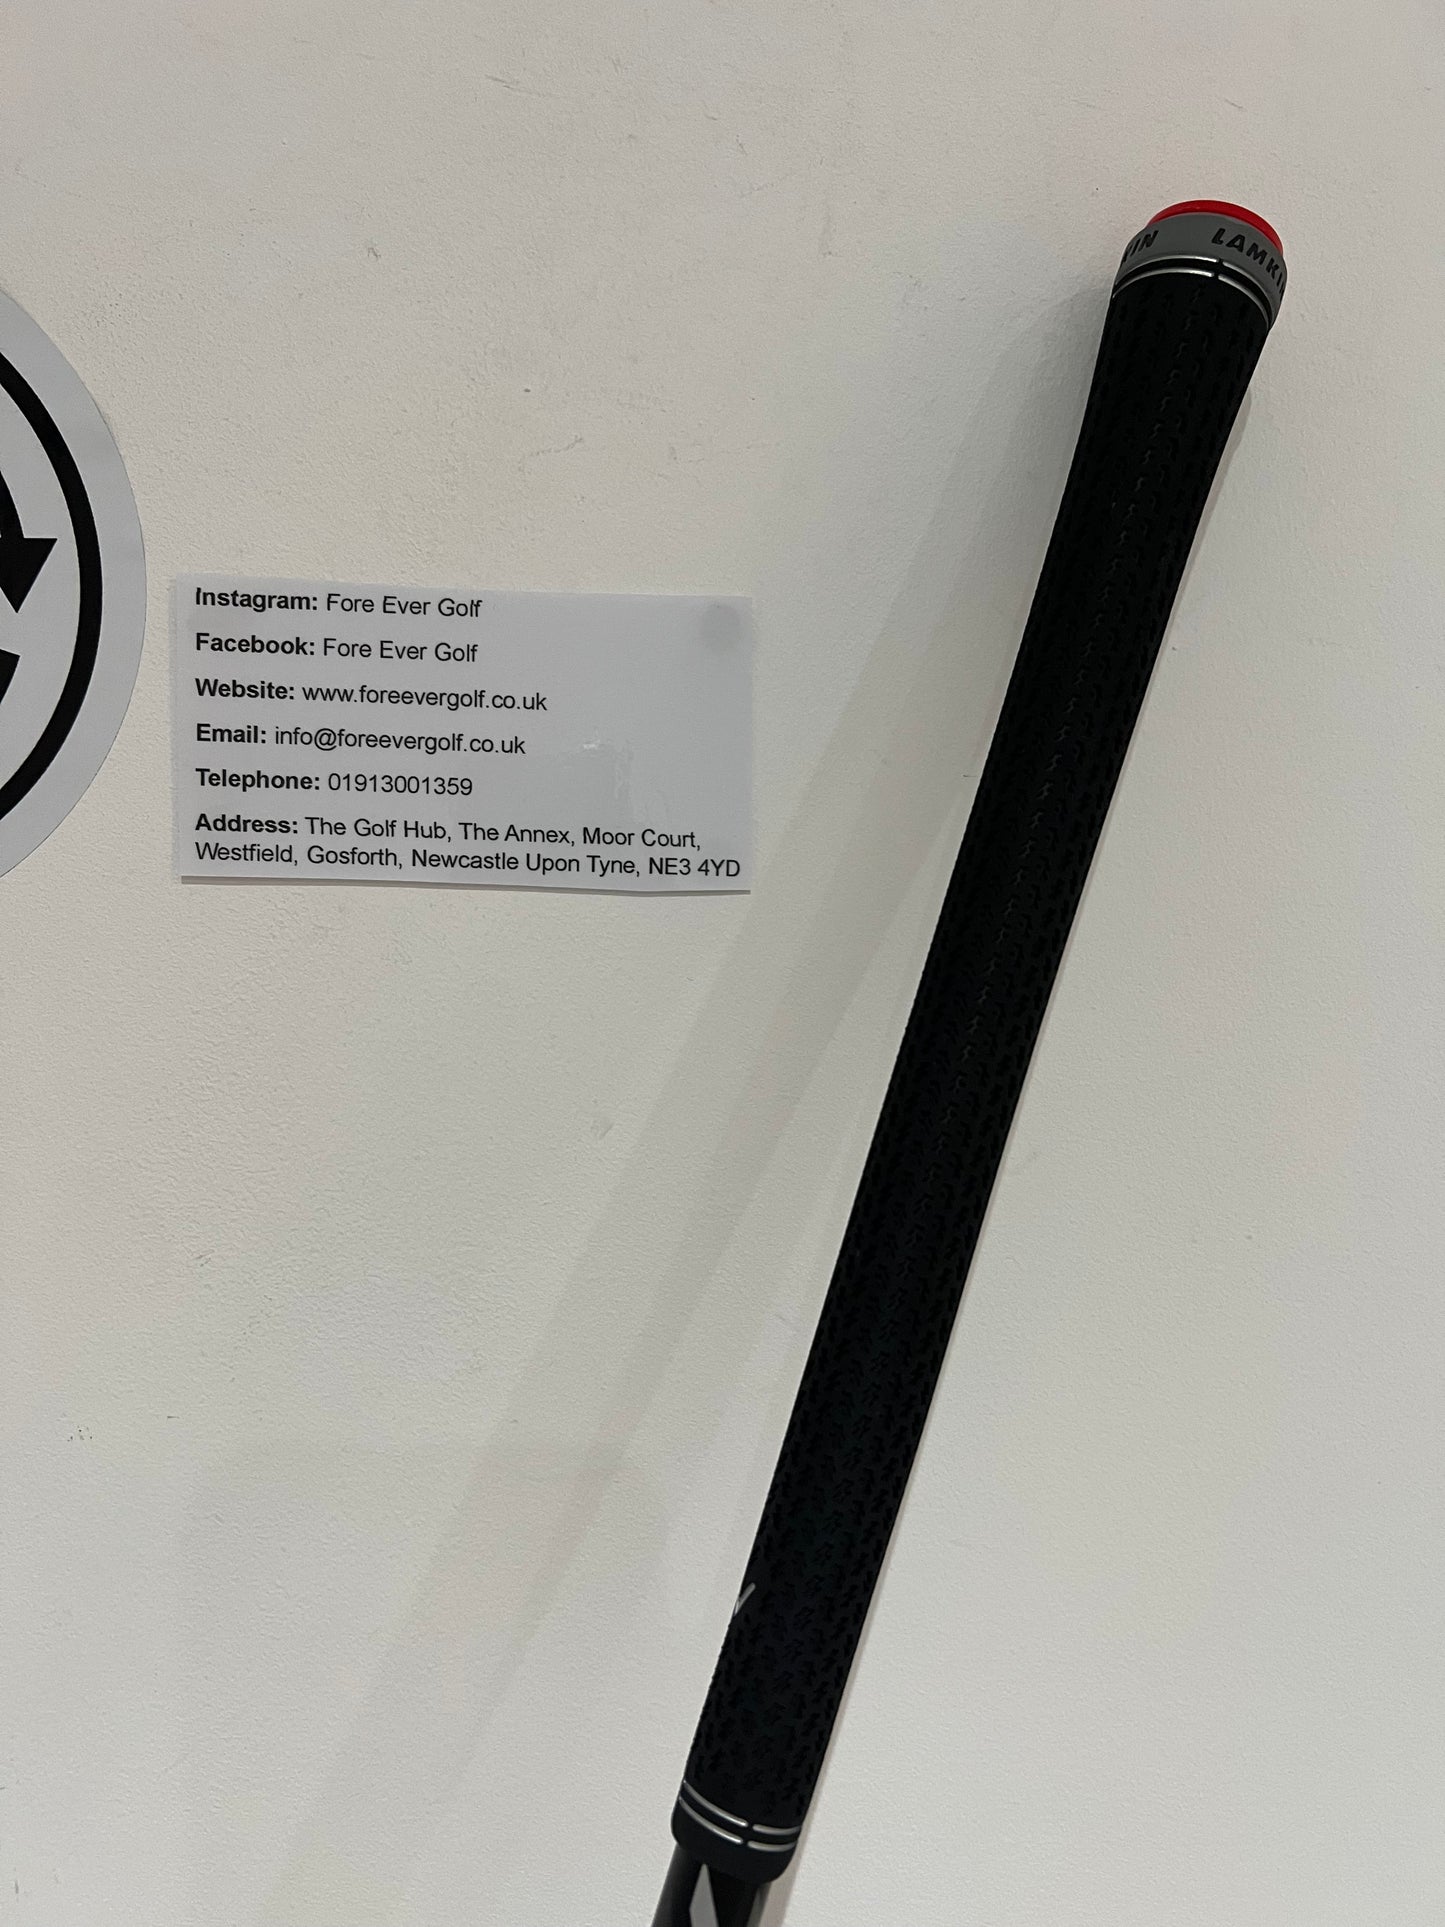 LAMKIN
Instagram: Fore Ever Golf
Facebook: Fore Ever Golf
Website: www.foreevergolf.co.uk
Email: info@foreevergolf.co.uk
Telephone: 01913001359
Address: The Golf Hub, The Annex, Moor Court,
Westfield, Gosforth, Newcastle Upon Tyne, NE3 4YD